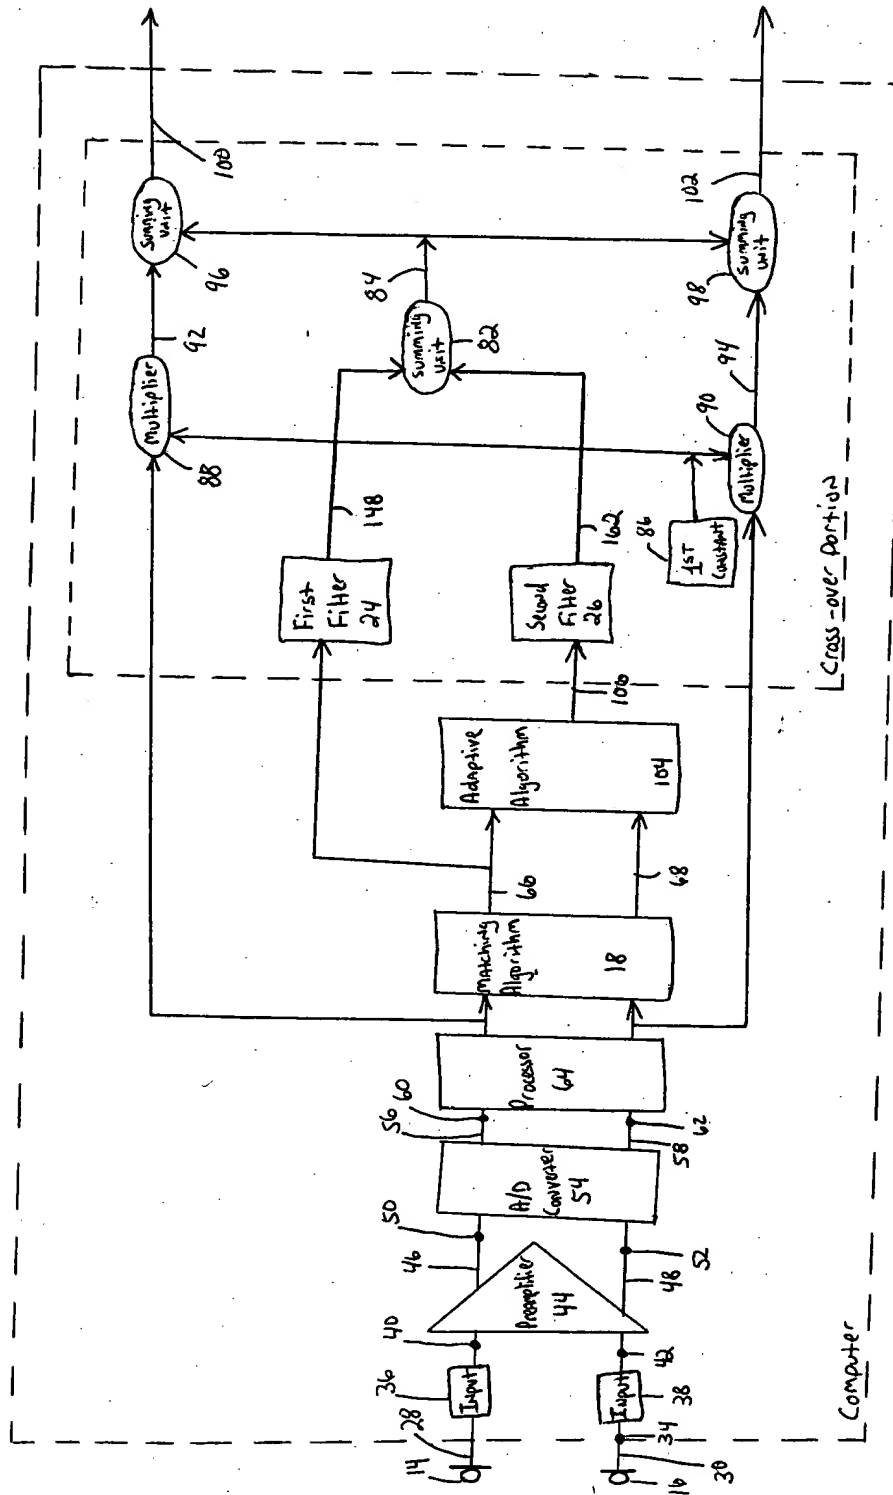 100
102
Summing
unit
96
Summing
unit
98
84
92
94
Summing
unit
82
Multiplier
88
Multiplier
90
148
162
86
1ST
CONSTANT
First
Filter
24
Second
Filter
26
Cross-over Portion
106
Adaptive
Algorithm
104
66
68
Matching
Algorithm
18
Processor
64
56
60
58
62
A/D
Converter
54
50
46
52
48
Preamplifier
44
40
42
36
Input
Input
38
28
14
34
30
16
Computer